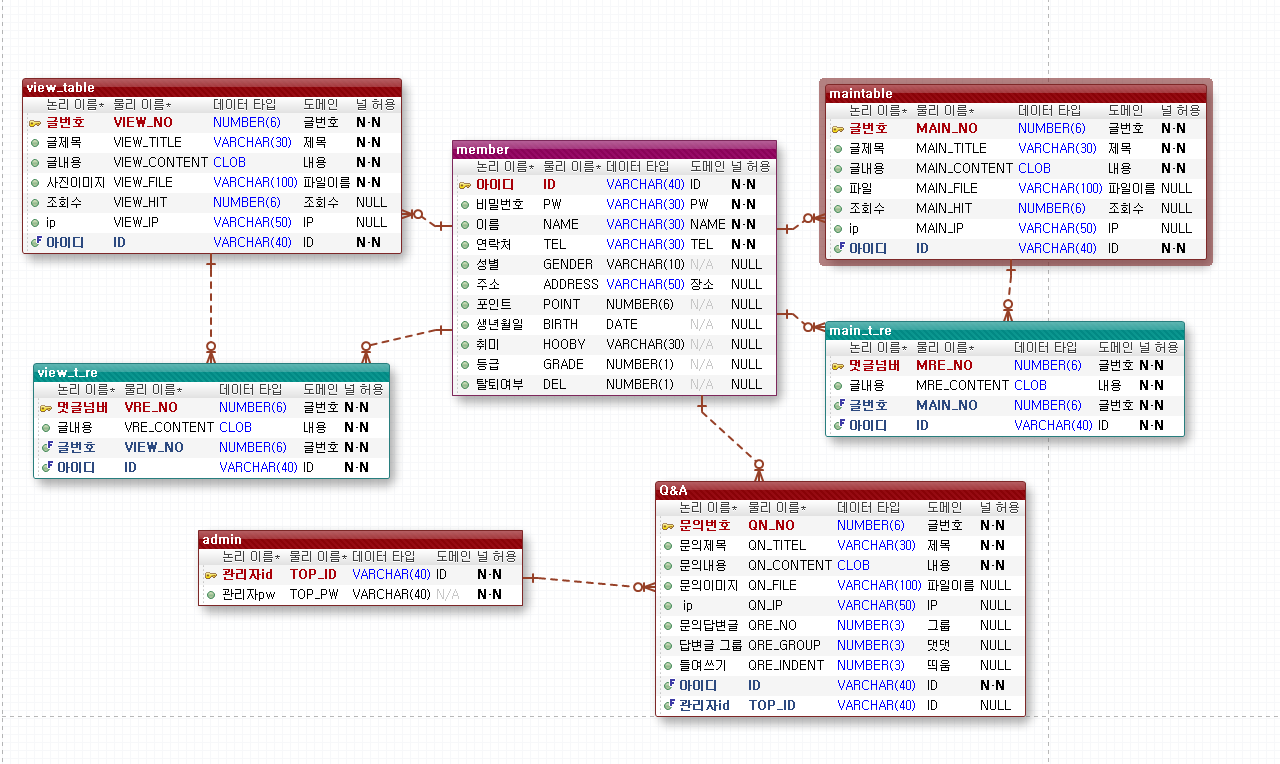 view_table
논리 이름* 물리 이름* 데이터 타입 도메인 널 허용
글번호 VIEW_NO NUMBER(6) 글번호 N-N
글제목 VIEW_TITLE VARCHAR(30) 제목 N-N
글내용 VIEW_CONTENT CLOB 내용 N-N
사진이미지 VIEW_FILE VARCHAR(100) 파일이름 N-N
조회수 VIEW_HIT NUMBER(6) 조회수 NULL
ip VIEW_IP VARCHAR(50) IP NULL
아이디 ID VARCHAR(40) ID N-N
member
논리 이름* 물리 이름* 데이터 타입 도메인 널 허용
아이디 ID VARCHAR(40) ID N-N
비밀번호 PW VARCHAR(30) PW N-N
이름 NAME VARCHAR(30) NAME N-N
연락처 TEL VARCHAR(30) TEL N-N
성별 GENDER VARCHAR(10) N/A NULL
주소 ADDRESS VARCHAR(50) 장소 NULL
포인트 POINT NUMBER(6) N/A NULL
생년월일 BIRTH DATE N/A NULL
취미 HOOBY VARCHAR(30) N/A NULL
등급 GRADE NUMBER(1) N/A NULL
탈퇴여부 DEL NUMBER(1) N/A NULL
maintable
논리 이름* 물리 이름* 데이터 타입 도메인 널 허용
글번호 MAIN_NO NUMBER(6) 글번호 N-N
글제목 MAIN_TITLE VARCHAR(30) 제목 N-N
글내용 MAIN_CONTENT CLOB 내용 N-N
파일 MAIN_FILE VARCHAR(100) 파일이름 NULL
조회수 MAIN_HIT NUMBER(6) 조회수 NULL
ip MAIN_IP VARCHAR(50) IP NULL
아이디 ID VARCHAR(40) ID N-N
view_t_re
논리 이름* 물리 이름* 데이터 타입 도메인 널 허용
멋글넘버 VRE_NO NUMBER(6) 글번호 N-N
글내용 VRE_CONTENT CLOB 내용 N-N
글번호 VIEW_NO NUMBER(6) 글번호 N-N
아이디 ID VARCHAR(40) ID N-N
main_t_re
논리 이름* 물리 이름* 데이터 타입 도메인 널 허용
멋글넘버 MRE_NO NUMBER(6) 글번호 N-N
글내용 MRE_CONTENT CLOB 내용 N-N
글번호 MAIN_NO NUMBER(6) 글번호 N-N
아이디 ID VARCHAR(40) ID N-N
admin
논리 이름* 물리 이름* 데이터 타입 도메인 널 허용
관리자id TOP_ID VARCHAR(40) ID N-N
관리자pw TOP_PW VARCHAR(40) N/A N-N
Q&A
논리 이름* 물리 이름* 데이터 타입 도메인 널 허용
문의번호 QN_NO NUMBER(6) 글번호 N-N
문의제목 QN_TITEL VARCHAR(30) 제목 N-N
문의내용 QN_CONTENT CLOB 내용 N-N
문의이미지 QN_FILE VARCHAR(100) 파일이름 NULL
ip QN_IP VARCHAR(50) IP NULL
문의답변글 QRE_NO NUMBER(3) 그룹 NULL
답변글 그룹 QRE_GROUP NUMBER(3) 댓댓 NULL
들여쓰기 QRE_INDENT NUMBER(3) 띄움 NULL
아이디 ID VARCHAR(40) ID N-N
관리자id TOP_ID VARCHAR(40) ID NULL